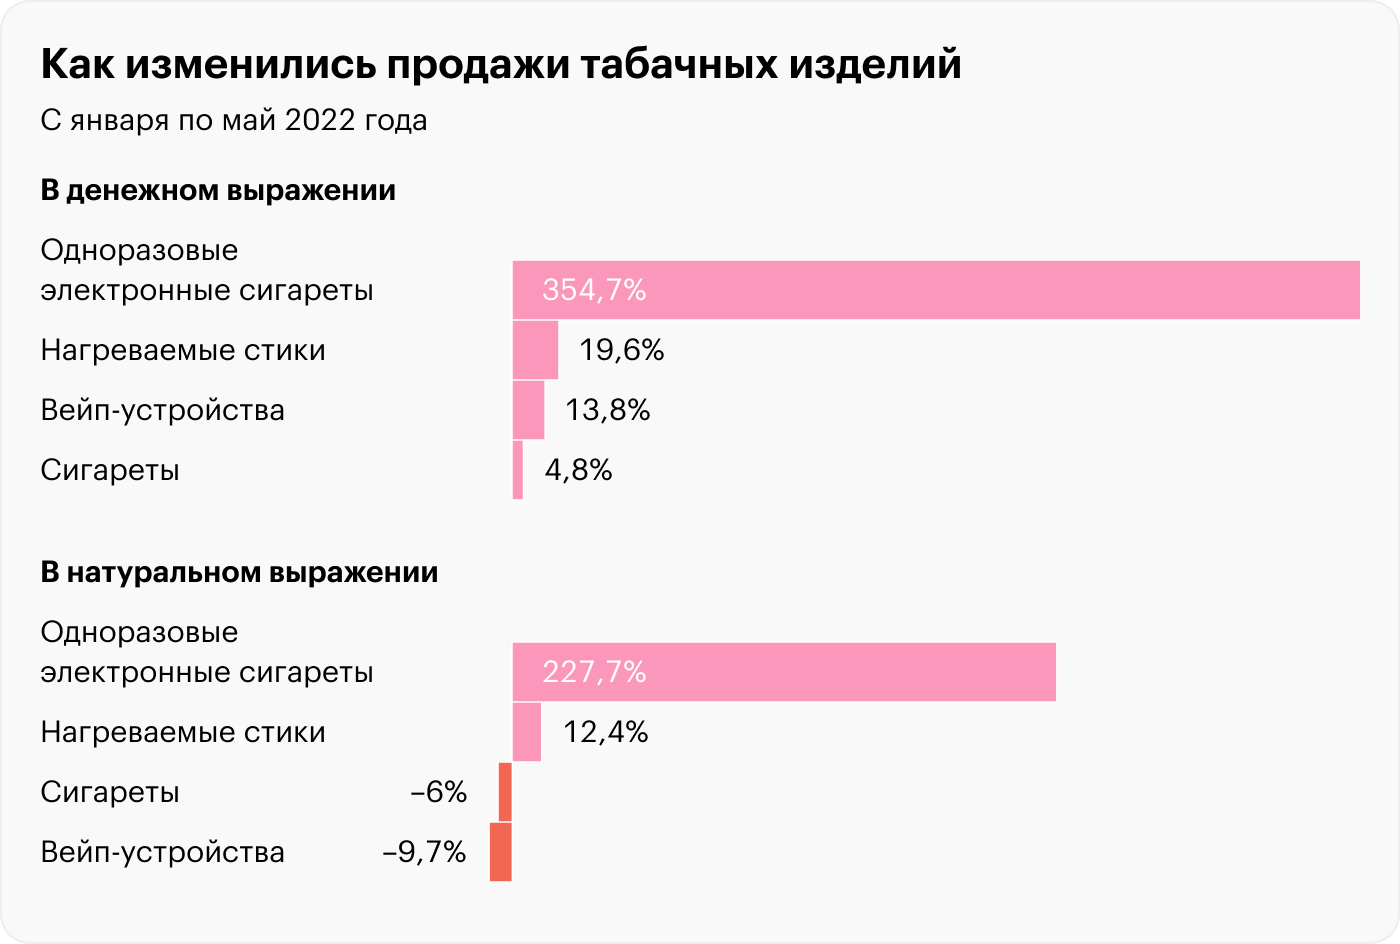 Как изменились продажи табачных изделий
С января по май 2022 года
В денежном выражении
Одноразовые
электронные сигареты 354,7%
Нагреваемые стики 19,6%
Вейп-устройства 13,8%
Сигареты 4,8%
В натуральном выражении
Одноразовые
электронные сигареты 227,7%
Нагреваемые стики 12,4%
Сигареты –6%
Вейп-устройства –9,7%